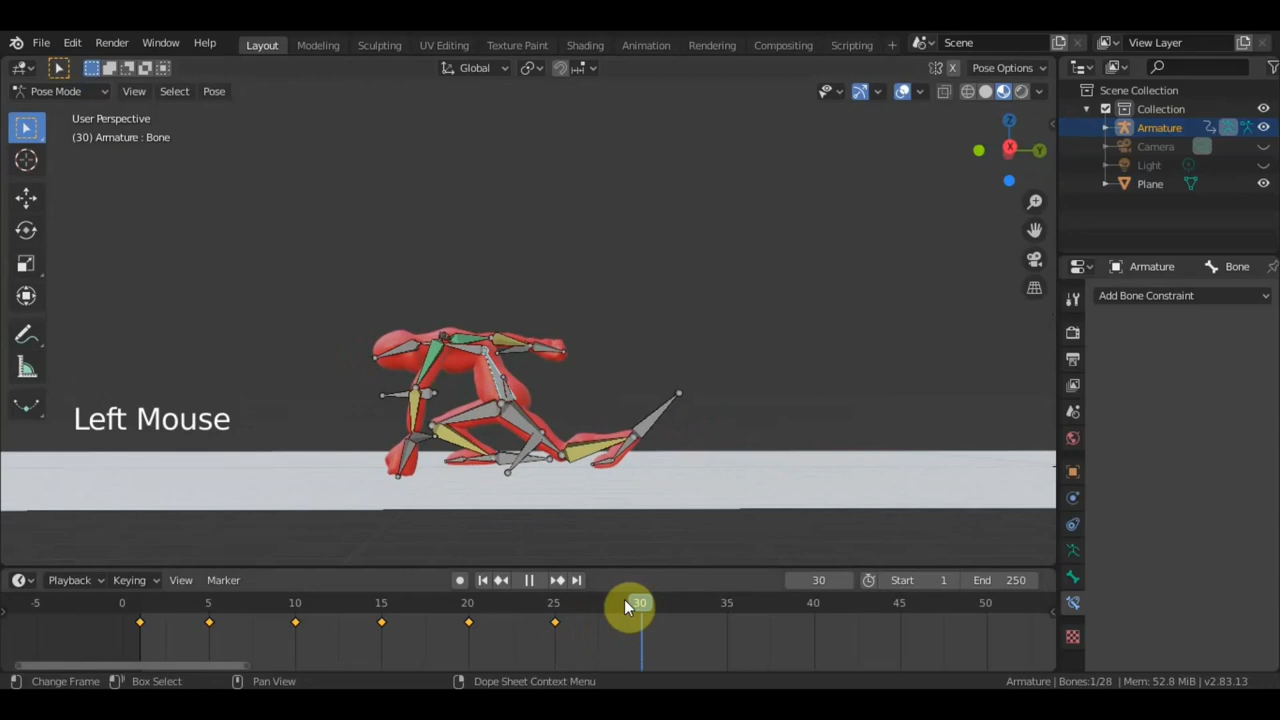 File Edit Render Window Help Layout Modeling Sculpting UV Editing Texture Paint Shading Animation Rendering Compositing Scripting + Scene View Layer
Global X Pose Options
Pose Mode View Select Pose
User Perspective
(30) Armature : Bone
Z
X Y
Scene Collection
Collection
Armature
Camera
Light
Plane
Armature Bone
Add Bone Constraint
Left Mouse
Playback Keying View Marker 30 Start 1 End 250
-5 0 5 10 15 20 25 30 35 40 45 50
Change Frame Box Select Pan View Dope Sheet Context Menu Armature | Bones:1/28 | Mem: 52.8 MiB | v2.83.13